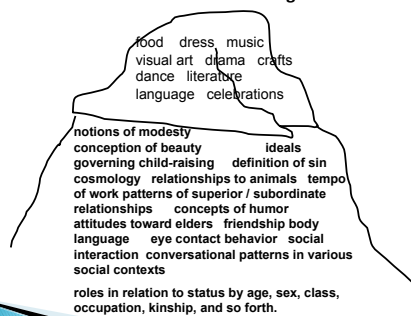 food dress music
visual art drama crafts
dance literature
language celebrations
notions of modesty
conception of beauty ideals
governing child-raising definition of sin
cosmology relationships to animals tempo
of work patterns of superior / subordinate
relationships concepts of humor
attitudes toward elders friendship body
language eye contact behavior social
interaction conversational patterns in various
social contexts
roles in relation to status by age, sex, class,
occupation, kinship, and so forth.